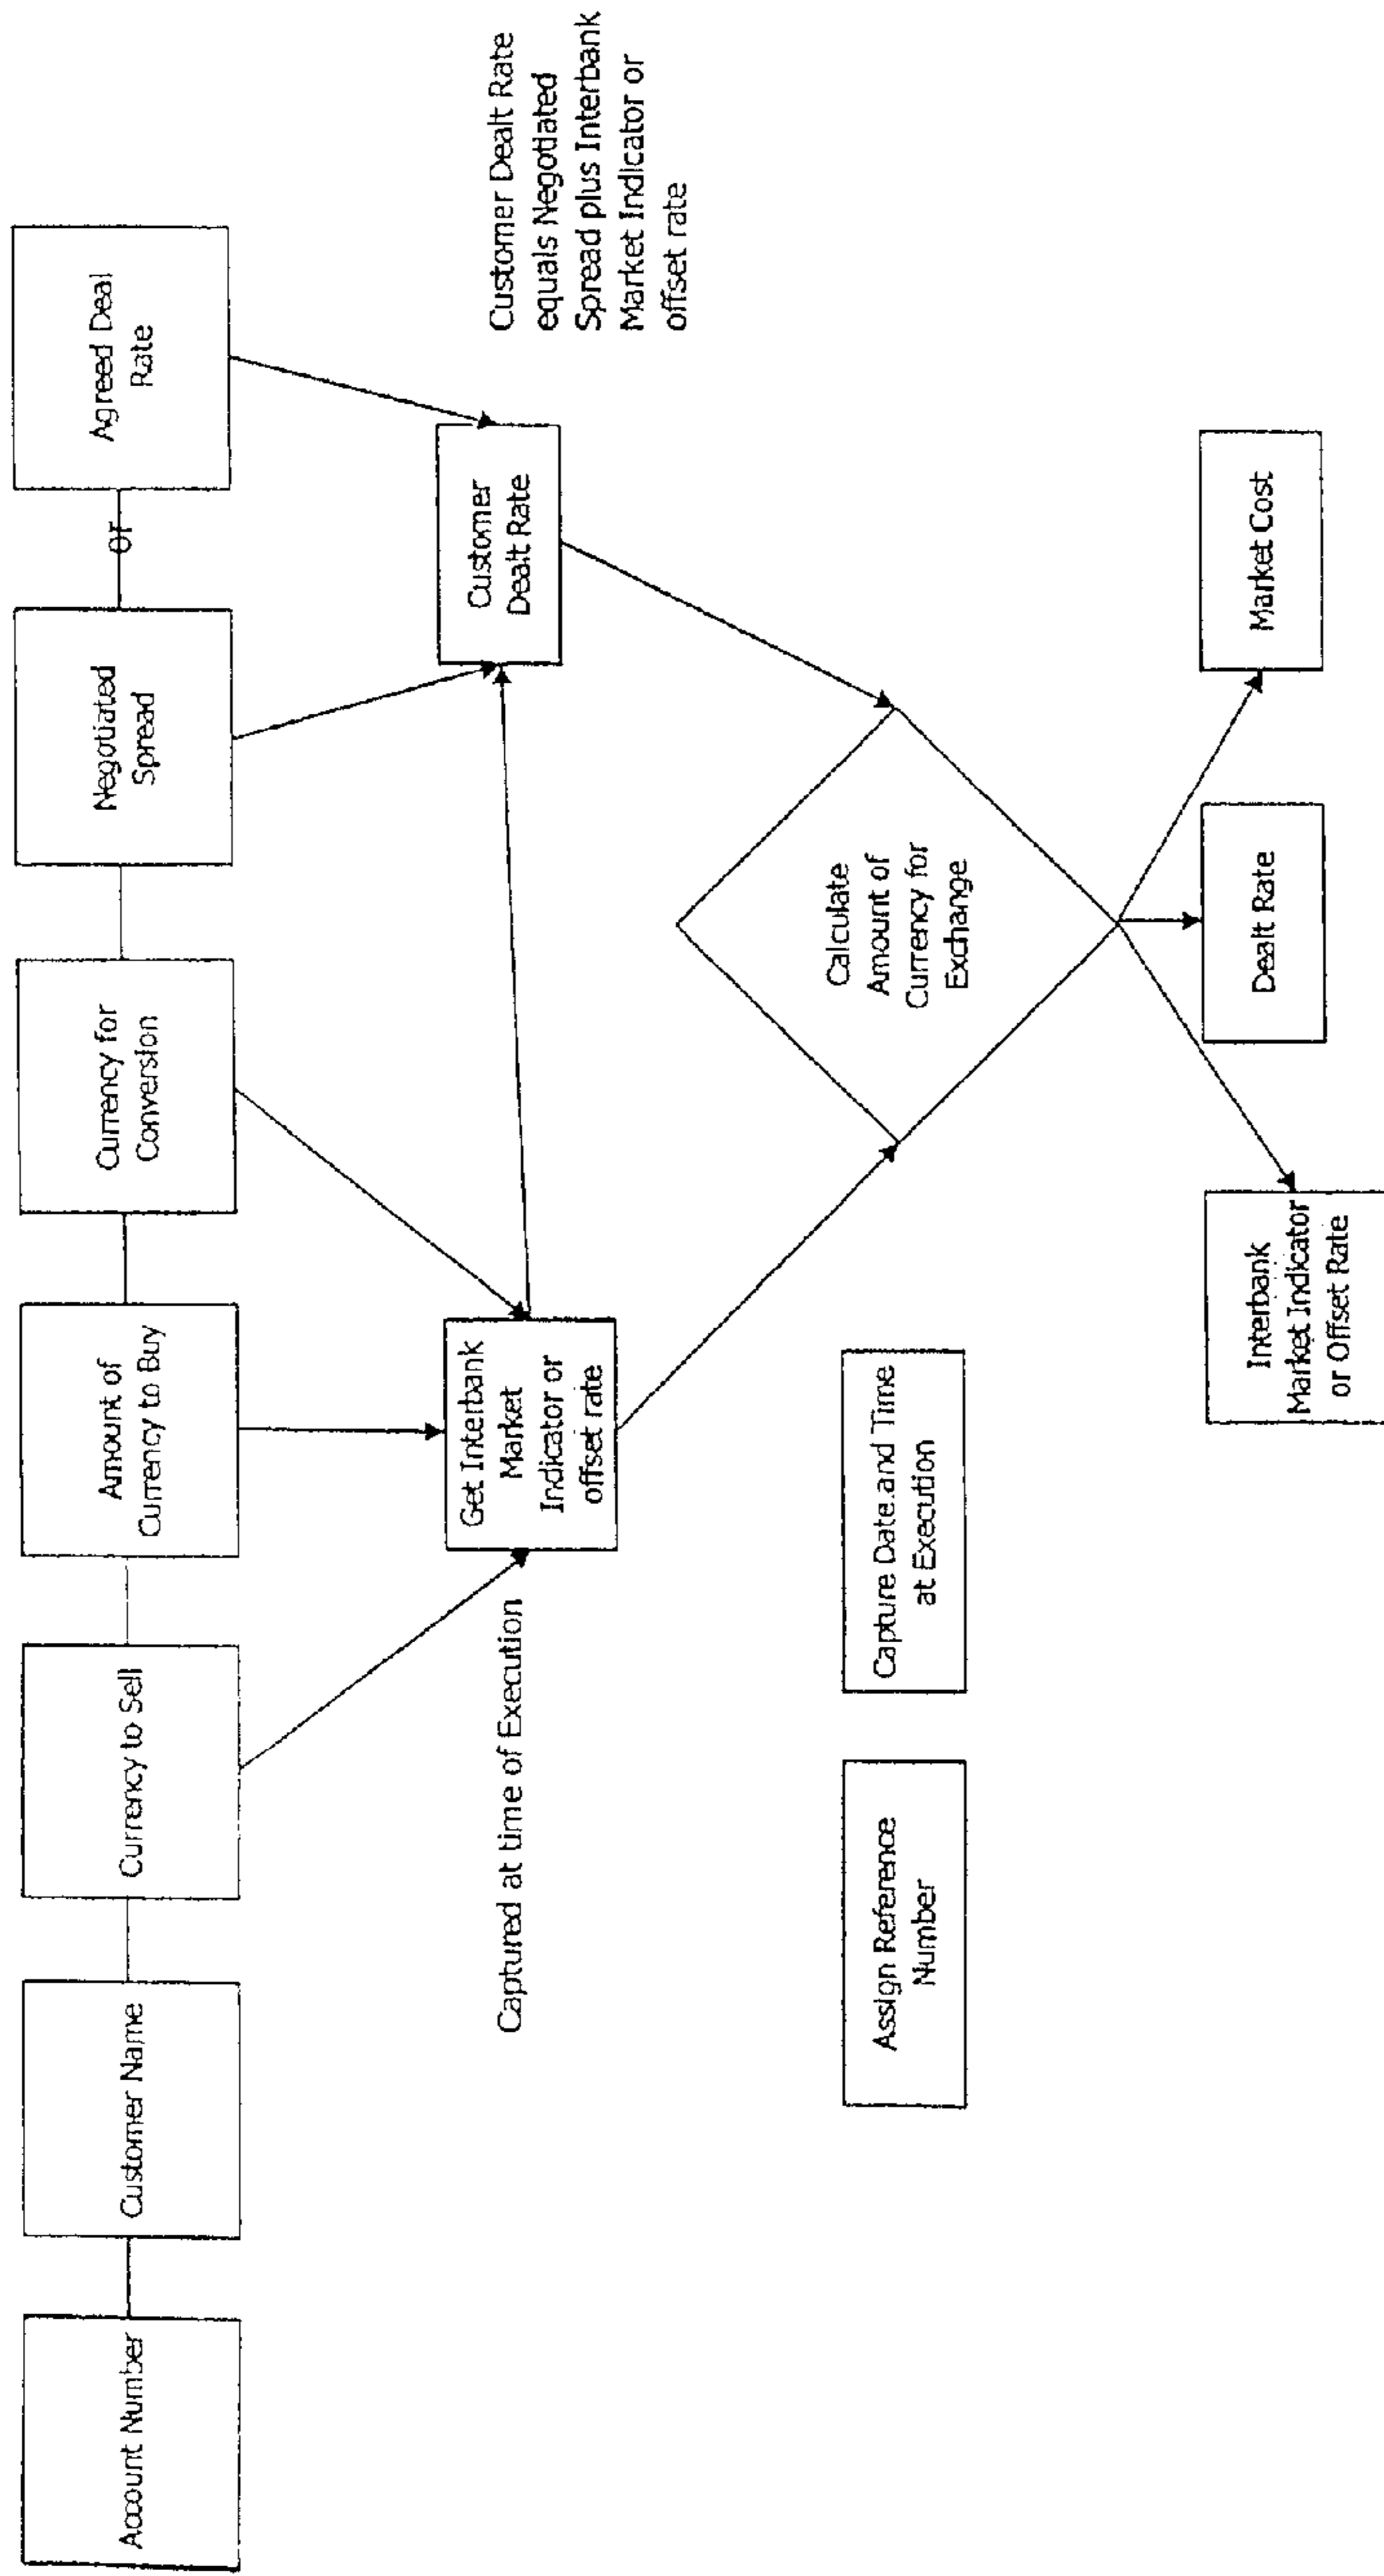 Account Number
Customer Name
Currency to Sell
Amount of
Currency to Buy
Currency for
Conversion
Negotiated
Spread
or
Agreed Deal
Rate
Captured at time of Execution
Get Interbank
Market
Indicator or
offset rate
Customer
Dealt Rate
Customer Dealt Rate
equals Negotiated
Spread plus Interbank
Market Indicator or
offset rate
Assign Reference
Number
Capture Date and Time
at Execution
Calculate
Amount of
Currency for
Exchange
Interbank
Market Indicator
or Offset Rate
Dealt Rate
Market Cost